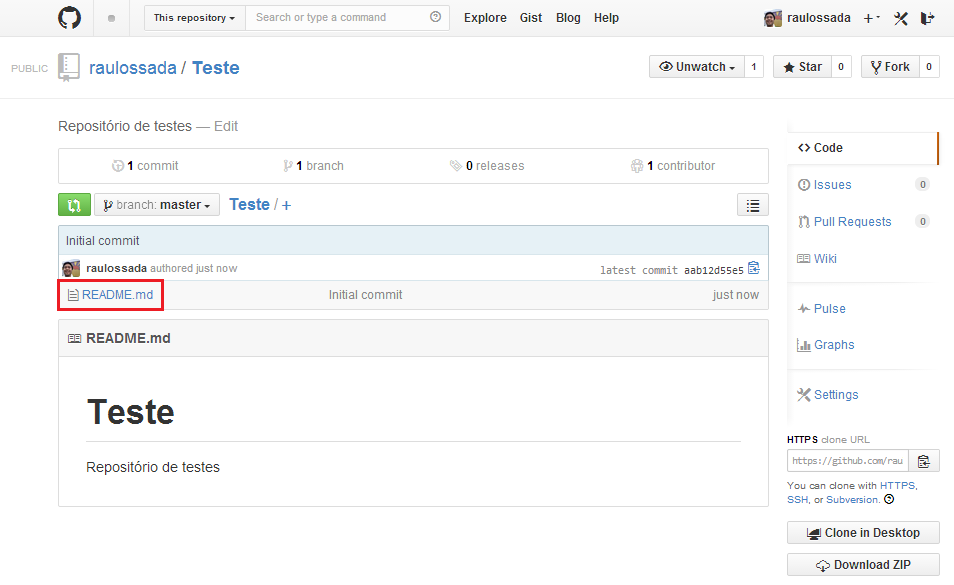 This repository Search or type a command Explore Gist Blog Help raulossada +
PUBLIC raulossada / Teste Unwatch 1 Star 0 Fork 0
Repositório de testes — Edit
1 commit 1 branch 0 releases 1 contributor
branch: master Teste / +
Initial commit
raulossada authored just now latest commit aab12d55e5
README.md Initial commit just now
README.md
Teste
Repositório de testes
Code
Issues 0
Pull Requests 0
Wiki
Pulse
Graphs
Settings
HTTPS clone URL
https://github.com/rau
You can clone with HTTPS,
SSH, or Subversion.
Clone in Desktop
Download ZIP